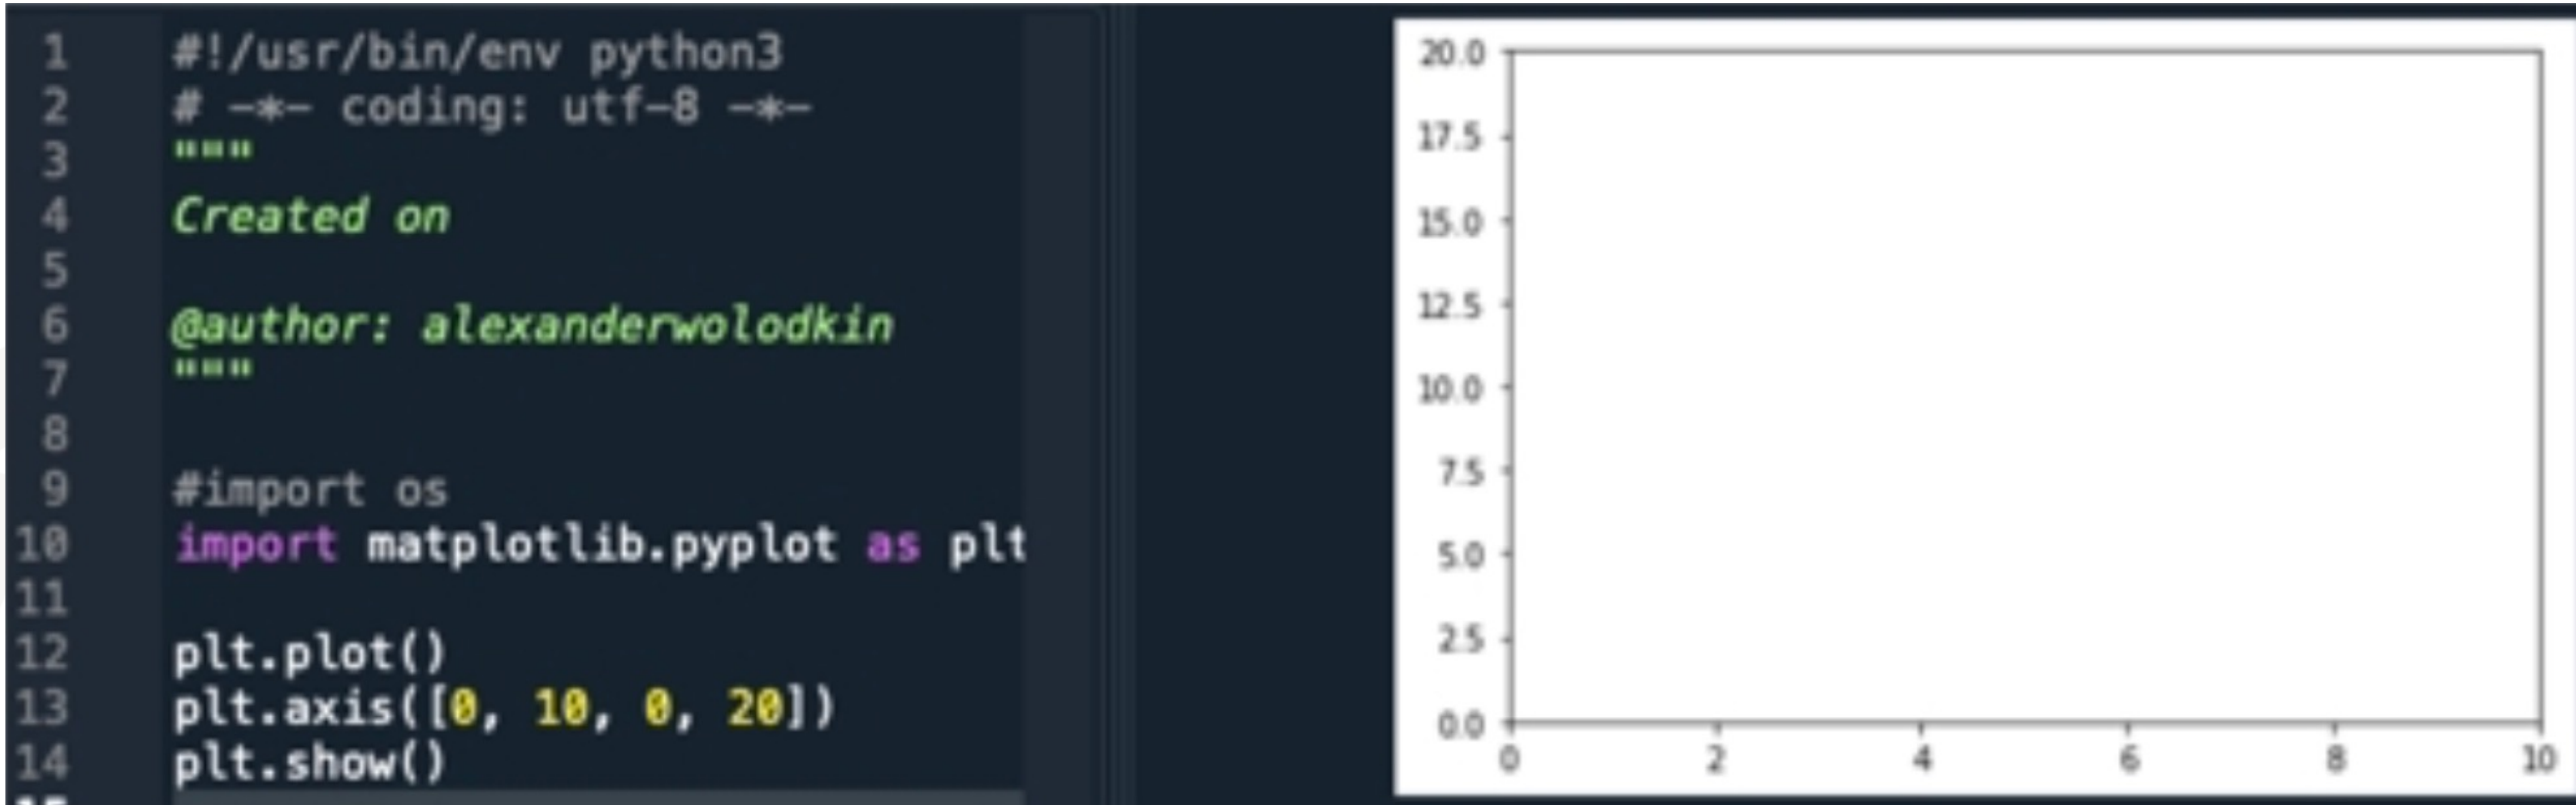 1 #!/usr/bin/env python3
2 # -*- coding: utf-8 -*-
3 """
4 Created on
5
6 @author: alexanderwolodkin
7 """
8
9 #import os
10 import matplotlib.pyplot as plt
11
12 plt.plot()
13 plt.axis([0, 10, 0, 20])
14 plt.show()
20.0
17.5
15.0
12.5
10.0
7.5
5.0
2.5
0.0
0 2 4 6 8 10